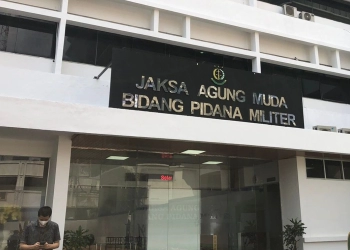 JAKSA AGUNG MUDA
BIDANG PIDANA MILITER